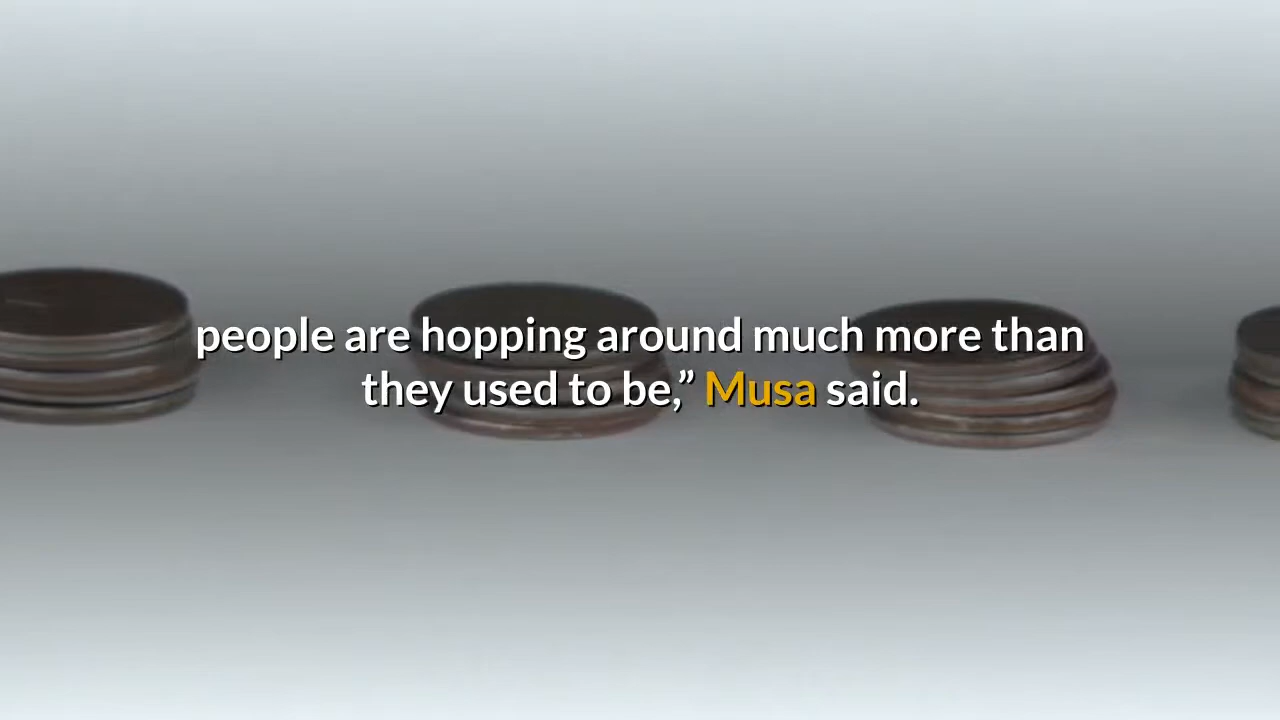 people are hopping around much more than
they used to be,” Musa said.